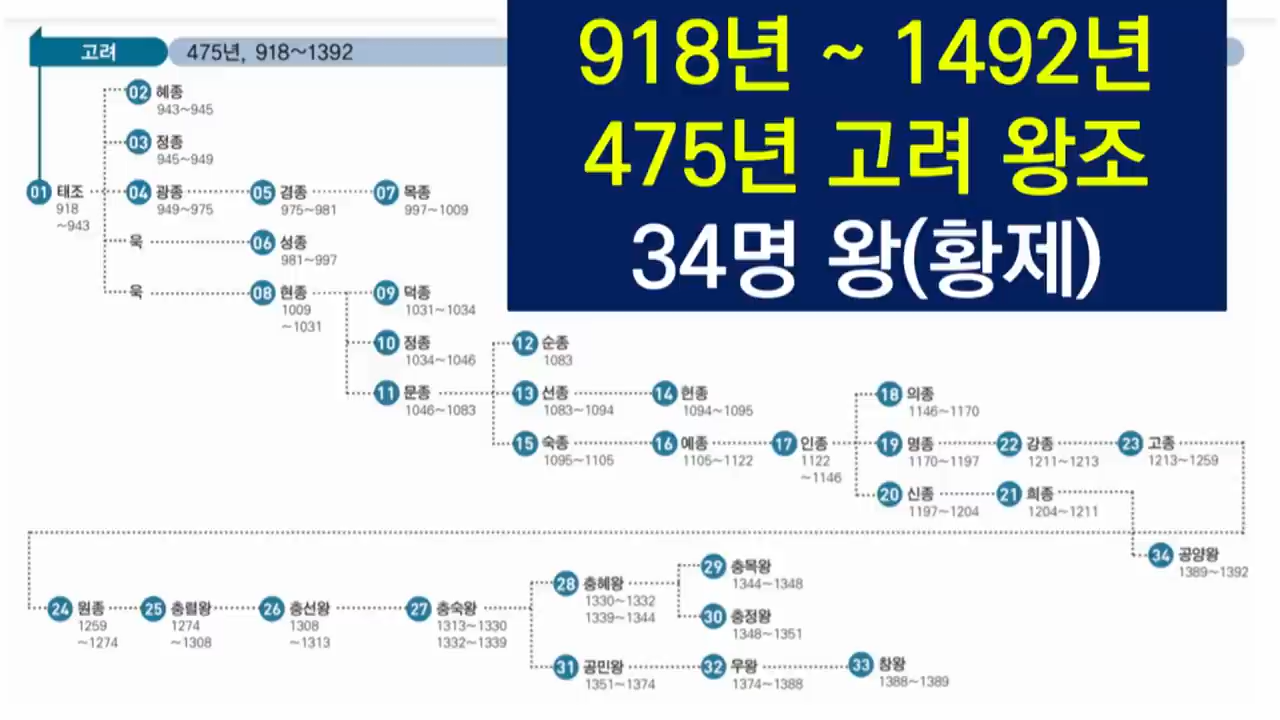 고려
475년, 918~1392
918년 ~ 1492년
475년 고려 왕조
34명 왕(황제)
01 태조
918
~943
02 혜종
943~945
03 정종
945~949
04 광종
949~975
05 경종
975~981
07 목종
997~1009
욱
06 성종
981~997
욱
08 현종
1009
~1031
09 덕종
1031~1034
10 정종
1034~1046
11 문종
1046~1083
12 순종
1083
13 선종
1083~1094
14 헌종
1094~1095
15 숙종
1095~1105
16 예종
1105~1122
17 인종
1122
~1146
18 의종
1146~1170
19 명종
1170~1197
22 강종
1211~1213
23 고종
1213~1259
20 신종
1197~1204
21 희종
1204~1211
34 공양왕
1389~1392
24 원종
1259
~1274
25 충렬왕
1274
~1308
26 충선왕
1308
~1313
27 충숙왕
1313~1330
1332~1339
28 충혜왕
1330~1332
1339~1344
29 충목왕
1344~1348
30 충정왕
1348~1351
31 공민왕
1351~1374
32 우왕
1374~1388
33 창왕
1388~1389